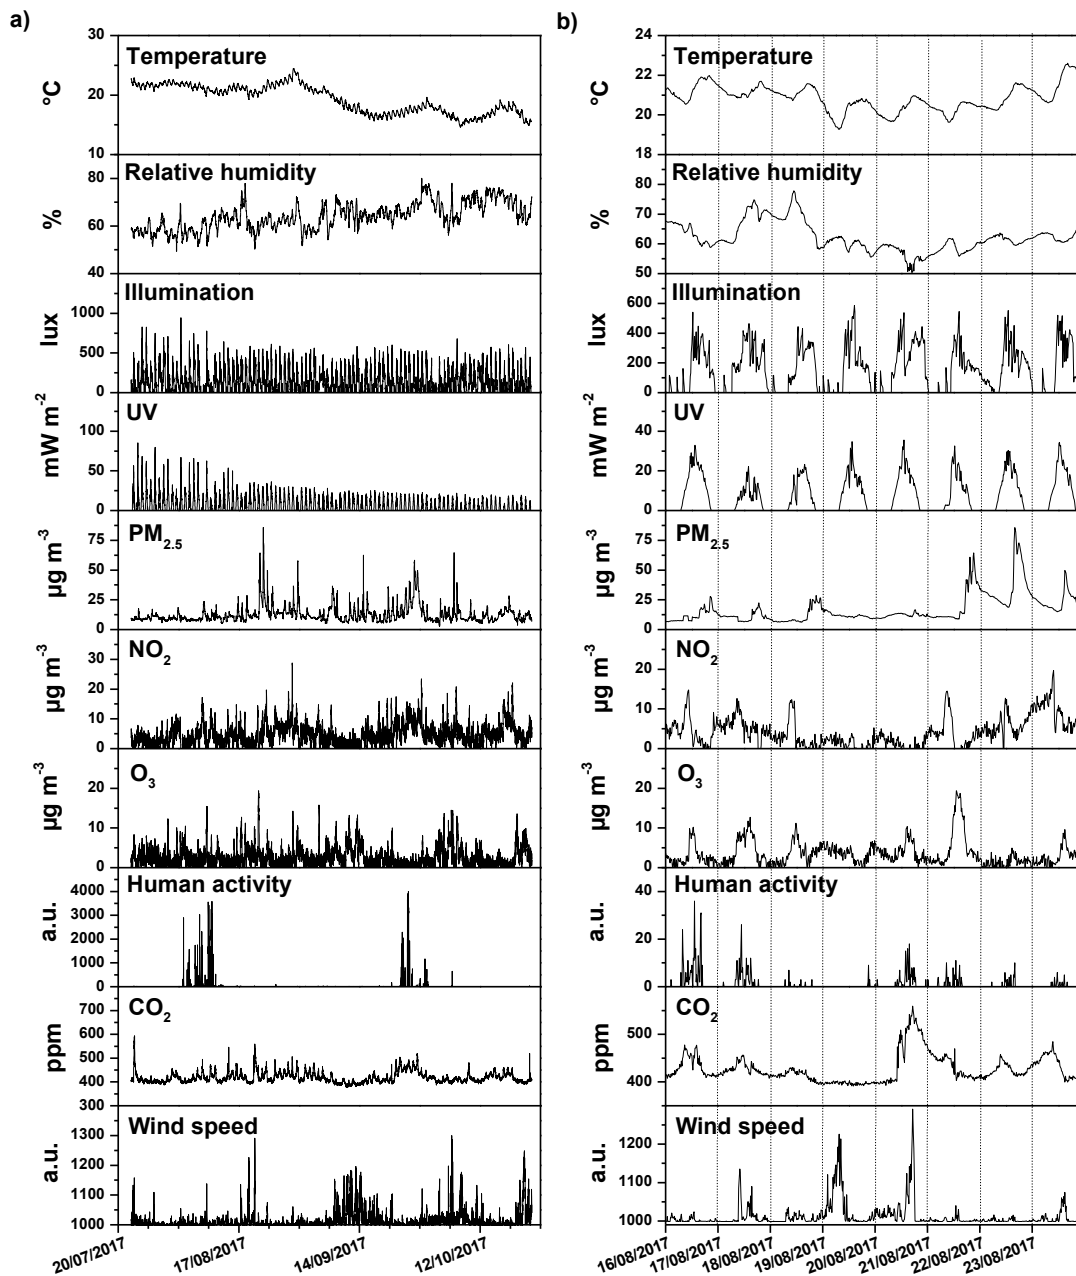 a)
30
20
10
°C
Temperature
80
60
40
%
Relative humidity
1000
500
0
lux
Illumination
100
50
0
mW m-2
UV
75
50
25
0
µg m-3
PM2.5
30
20
10
0
µg m-3
NO2
20
10
0
µg m-3
O3
4000
3000
2000
1000
0
a.u.
Human activity
700
600
500
400
300
ppm
CO2
1300
1200
1100
1000
a.u.
Wind speed
20/07/2017
17/08/2017
14/09/2017
12/10/2017
b)
24
22
20
18
°C
Temperature
80
70
60
50
%
Relative humidity
600
400
200
0
lux
Illumination
40
20
0
mW m-2
UV
75
50
25
0
µg m-3
PM2.5
20
10
0
µg m-3
NO2
20
10
0
µg m-3
O3
40
20
0
a.u.
Human activity
500
400
ppm
CO2
1200
1100
1000
a.u.
Wind speed
16/08/2017
17/08/2017
18/08/2017
19/08/2017
20/08/2017
21/08/2017
22/08/2017
23/08/2017